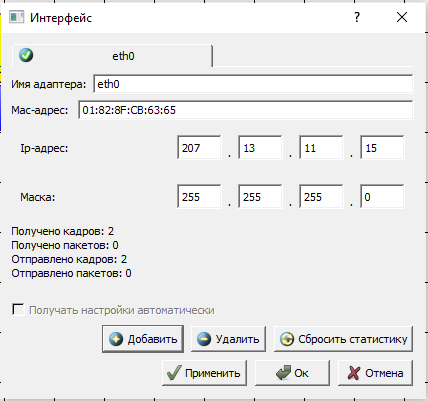 Интерфейс ?
eth0
Имя адаптера: eth0
Mac-адрес: 01:82:8F:CB:63:65
Ip-адрес: 207 . 13 . 11 . 15
Маска: 255 . 255 . 255 . 0
Получено кадров: 2
Получено пакетов: 0
Отправлено кадров: 2
Отправлено пакетов: 0
Получать настройки автоматически
Добавить Удалить Сбросить статистику
Применить Ок Отмена